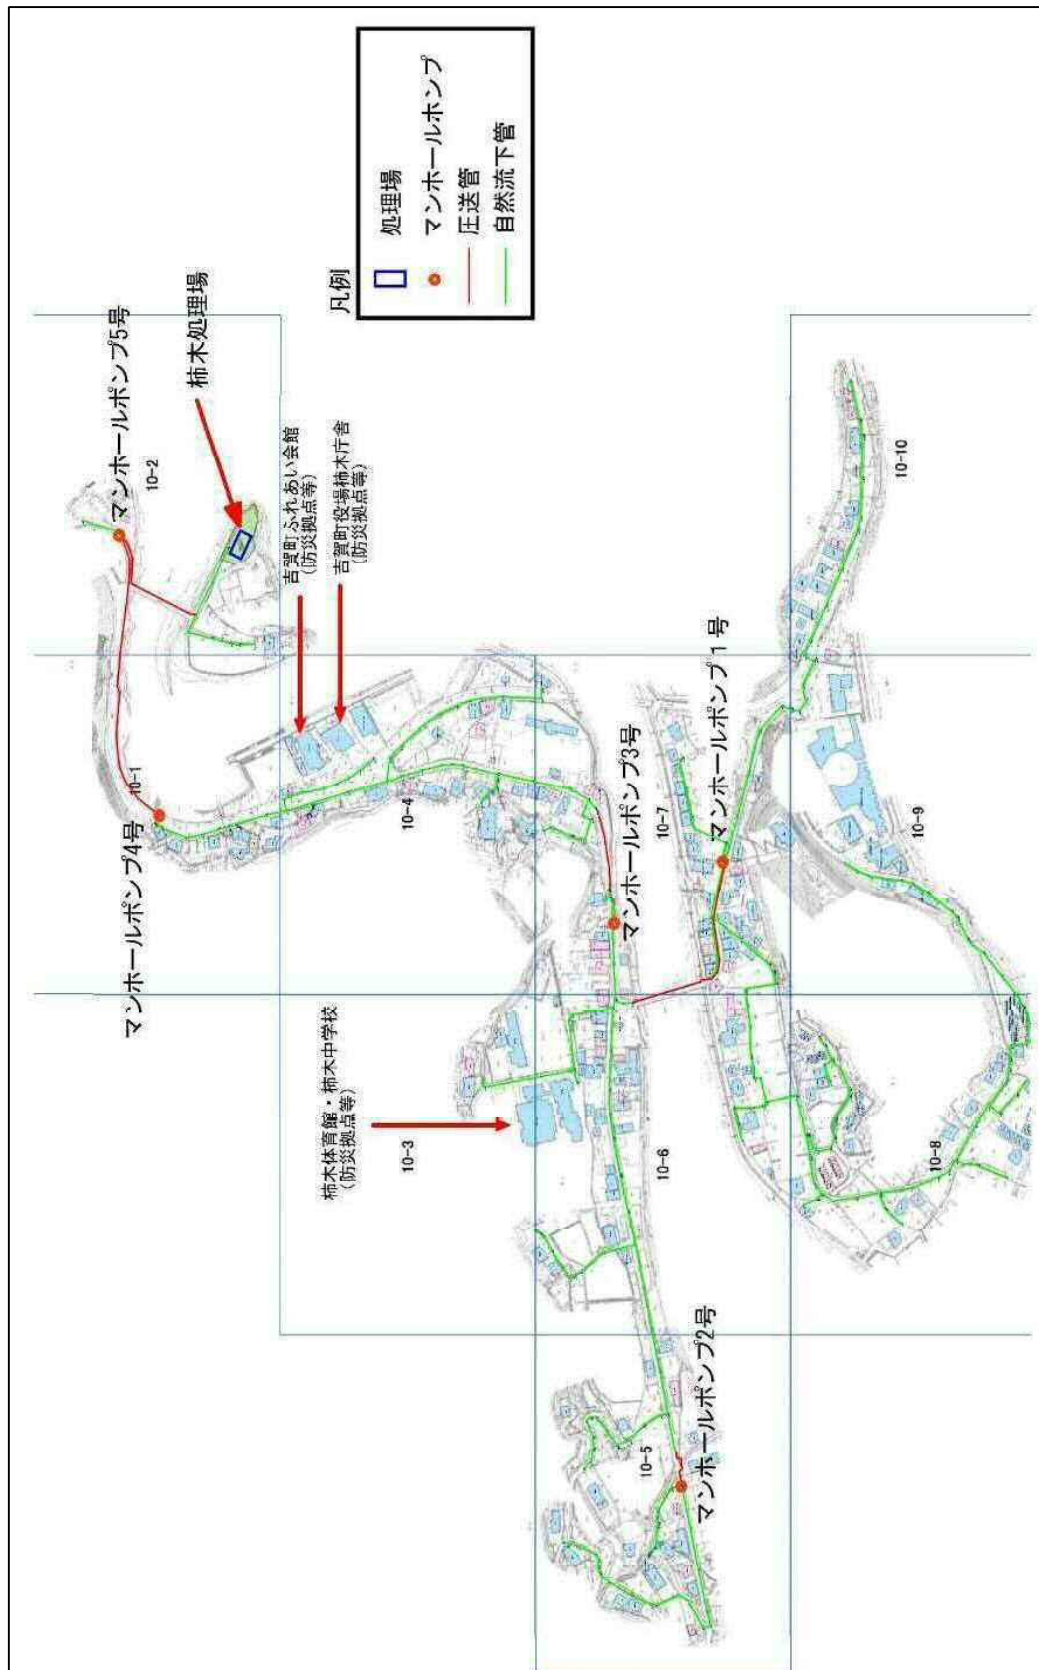 凡例
処理場
マンホールホンプ
圧送管
自然流下管
マンホールポンプ5号
10-2
柿木処理場
吉賀町ふれあい会館
(防災拠点等)
吉賀町役場柿木庁舎
(防災拠点等)
10-1
マンホールポンプ4号
10-4
マンホールポンプ3号
10-7
マンホールポンプ1号
10-10
10-9
柿木体育館・柿木中学校
(防災拠点等)
10-3
10-6
10-8
10-5
マンホールポンプ2号